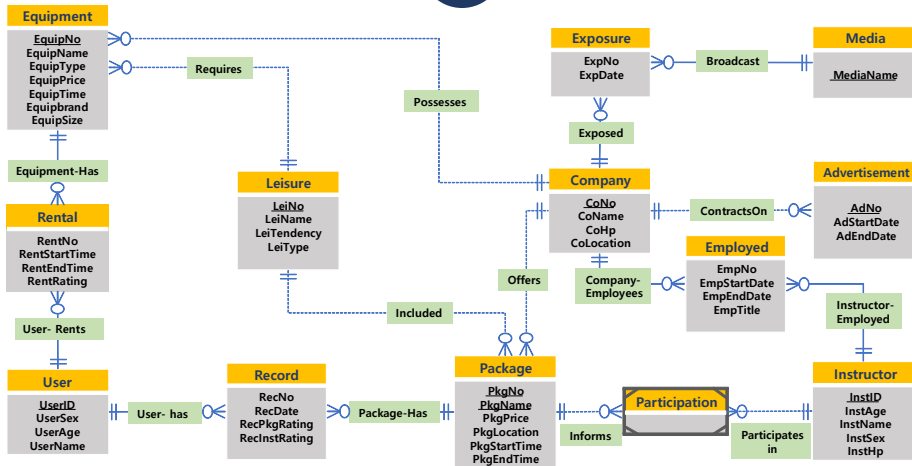 Equipment
EquipNo
EquipName
EquipType
EquipPrice
EquipTime
Equipbrand
EquipSize
Requires
Possesses
Exposure
ExpNo
ExpDate
Broadcast
Media
MediaName
Exposed
Equipment-Has
Leisure
LeiNo
LeiName
LeiTendency
LeiType
Company
CoNo
CoName
CoHp
CoLocation
ContractsOn
Advertisement
AdNo
AdStartDate
AdEndDate
Rental
RentNo
RentStartTime
RentEndTime
RentRating
Offers
Company-
Employees
Employed
EmpNo
EmpStartDate
EmpEndDate
EmpTitle
Instructor-
Employed
User- Rents
Included
User
UserID
UserSex
UserAge
UserName
User- has
Record
RecNo
RecDate
RecPkgRating
RecInstRating
Package-Has
Package
PkgNo
PkgName
PkgPrice
PkgLocation
PkgStartTime
PkgEndTime
Informs
Participation
Participates
in
Instructor
InstID
InstAge
InstName
InstSex
InstHp